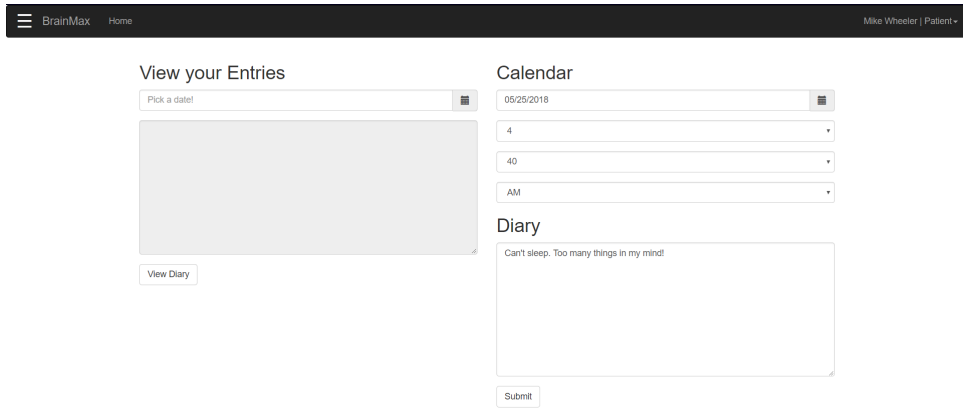 BrainMax Home Mike Wheeler | Patient
View your Entries
Pick a date!
View Diary
Calendar
05/25/2018
4
40
AM
Diary
Can't sleep. Too many things in my mind!
Submit